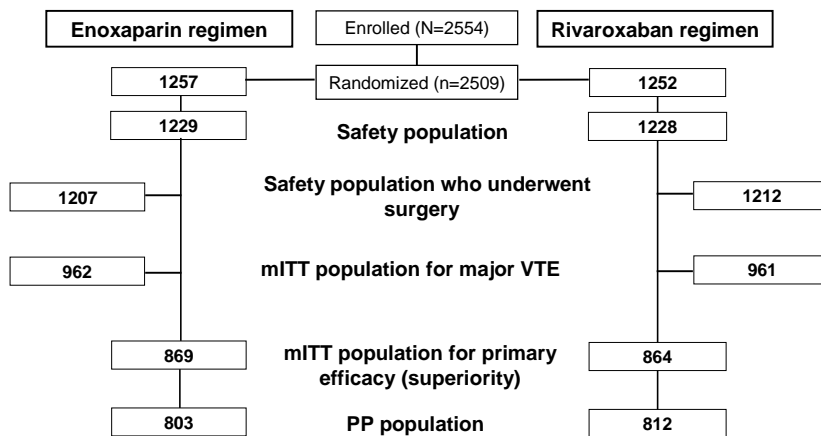 Enoxaparin regimen
Enrolled (N=2554)
Rivaroxaban regimen
1257
Randomized (n=2509)
1252
1229
Safety population
1228
Safety population who underwent
surgery
1207
1212
mITT population for major VTE
962
961
869
mITT population for primary
efficacy (superiority)
864
803
PP population
812